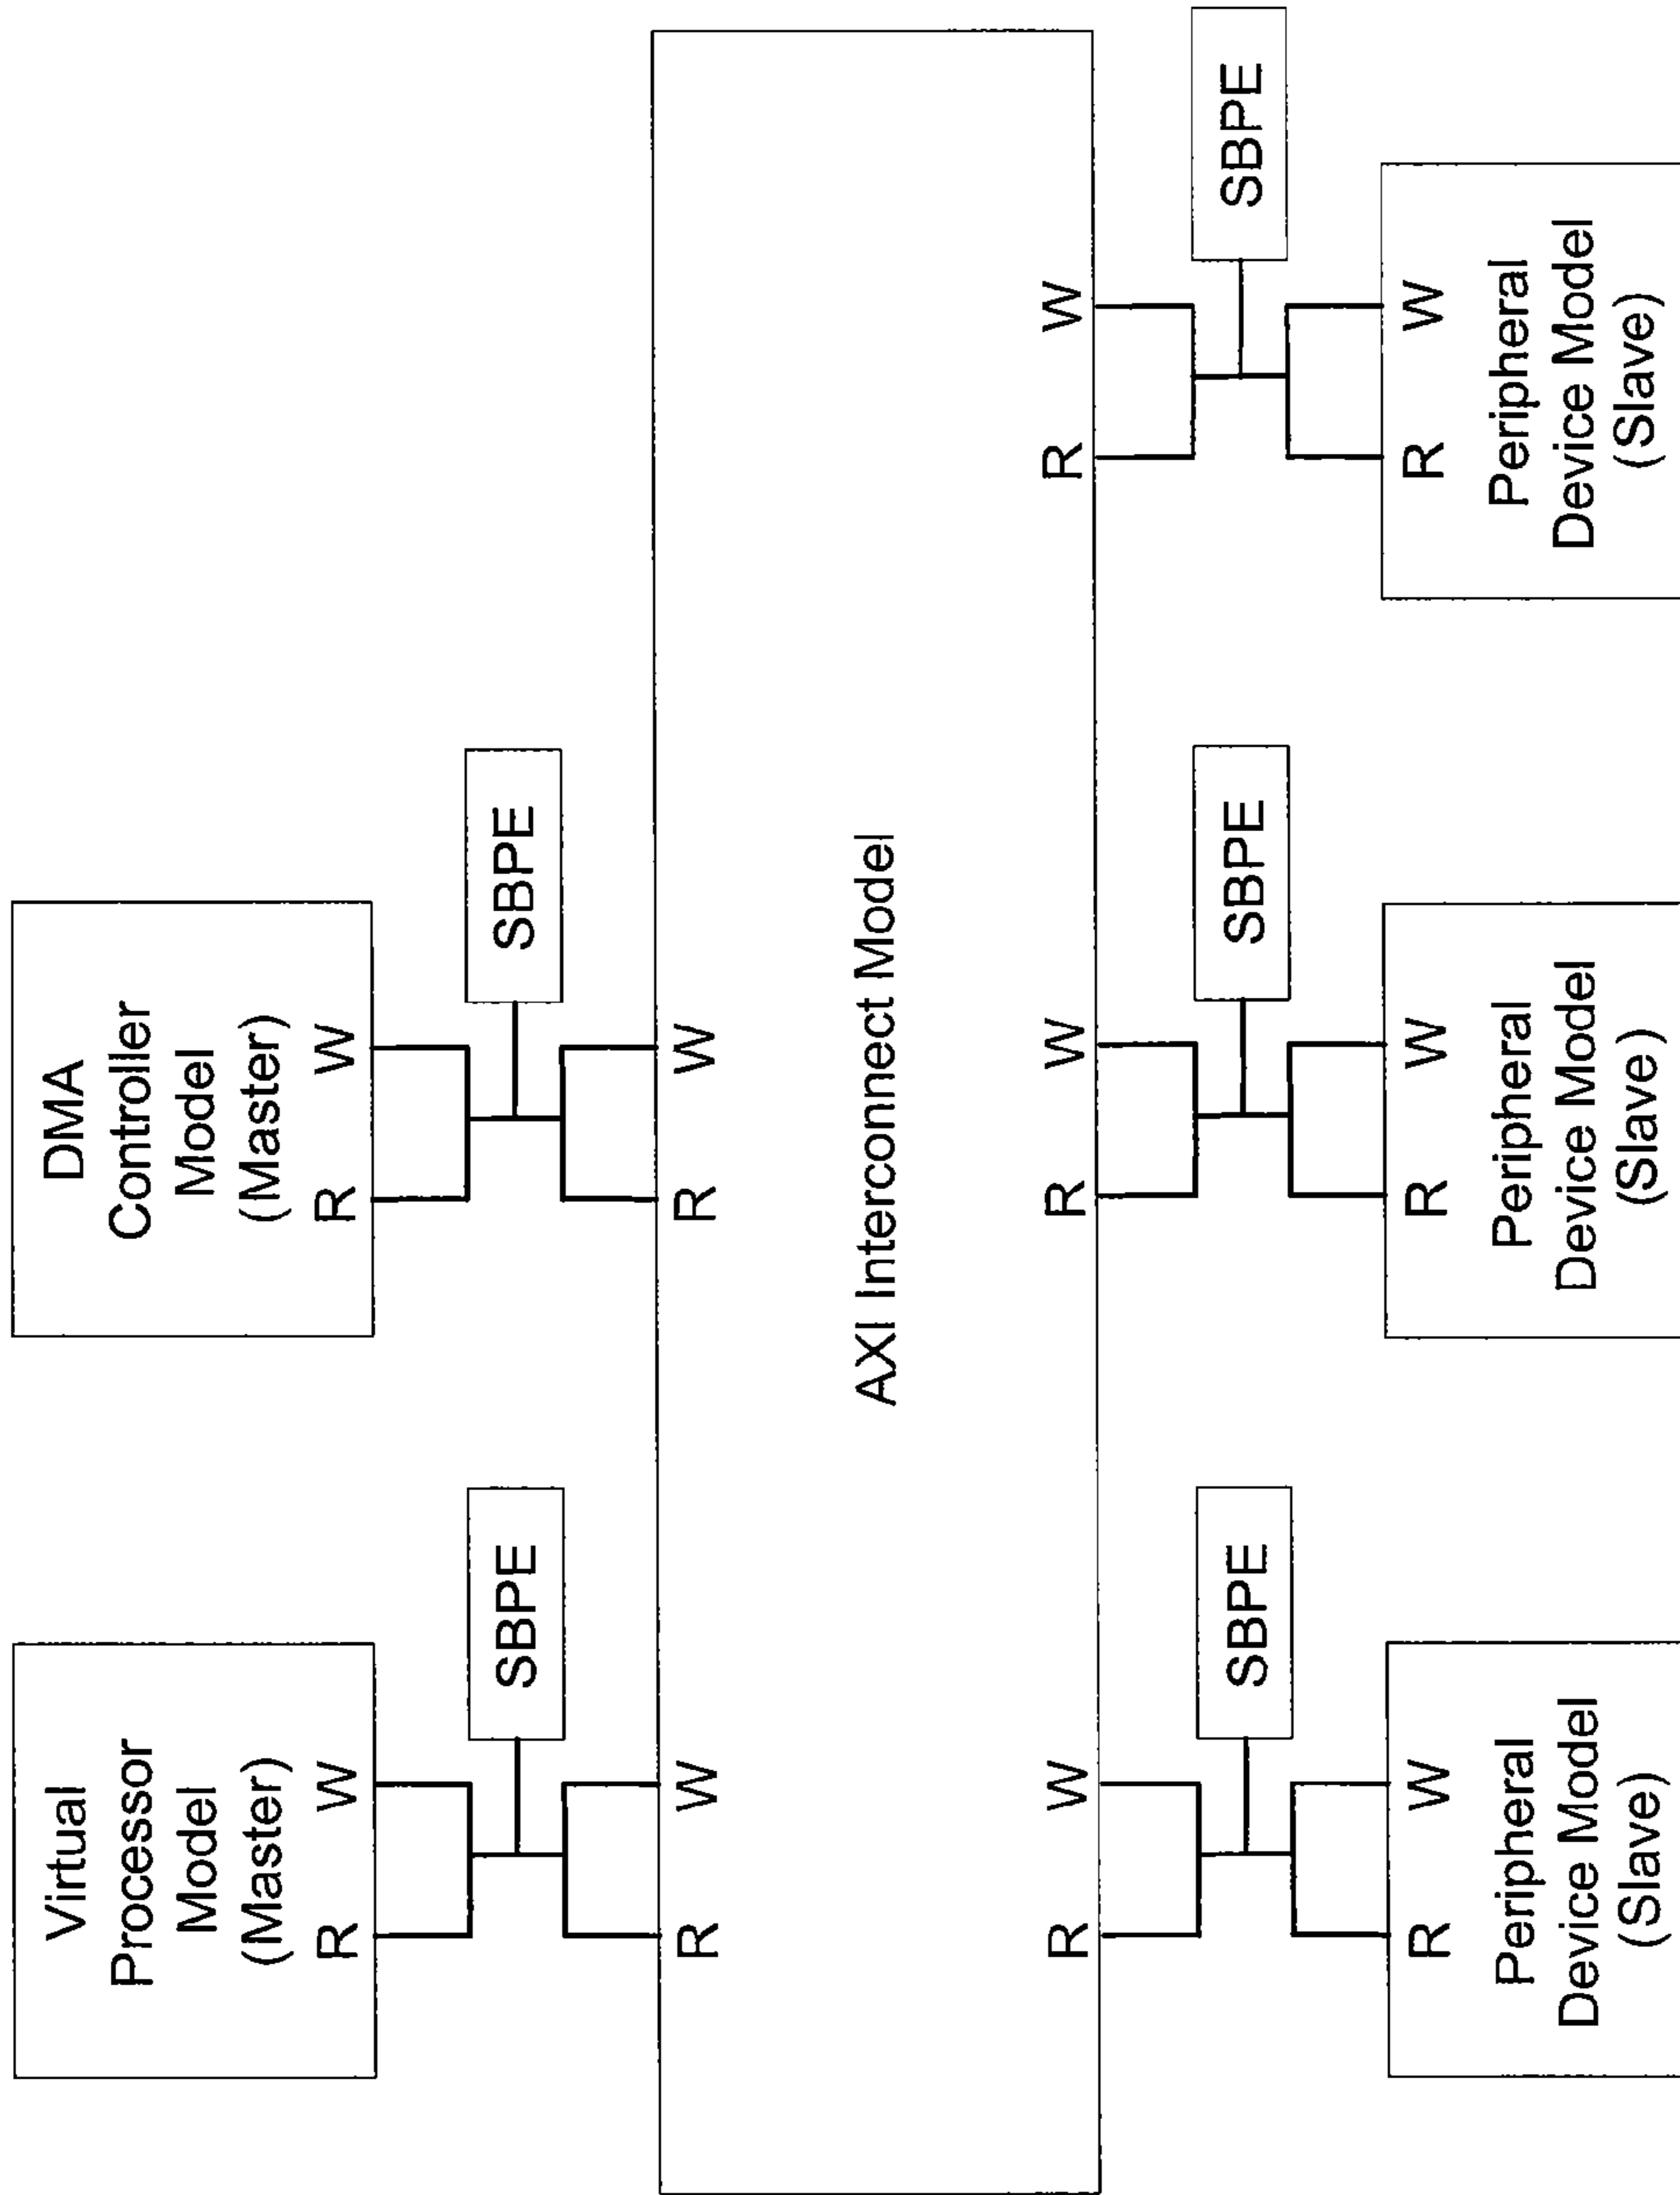 Virtual
Processor
Model
(Master)
R W
DMA
Controller
Model
(Master)
R W
SBPE
SBPE
R W
R W
AXI Interconnect Model
R W
R W
R W
SBPE
SBPE
SBPE
R W
Peripheral
Device Model
(Slave)
R W
Peripheral
Device Model
(Slave)
R W
Peripheral
Device Model
(Slave)